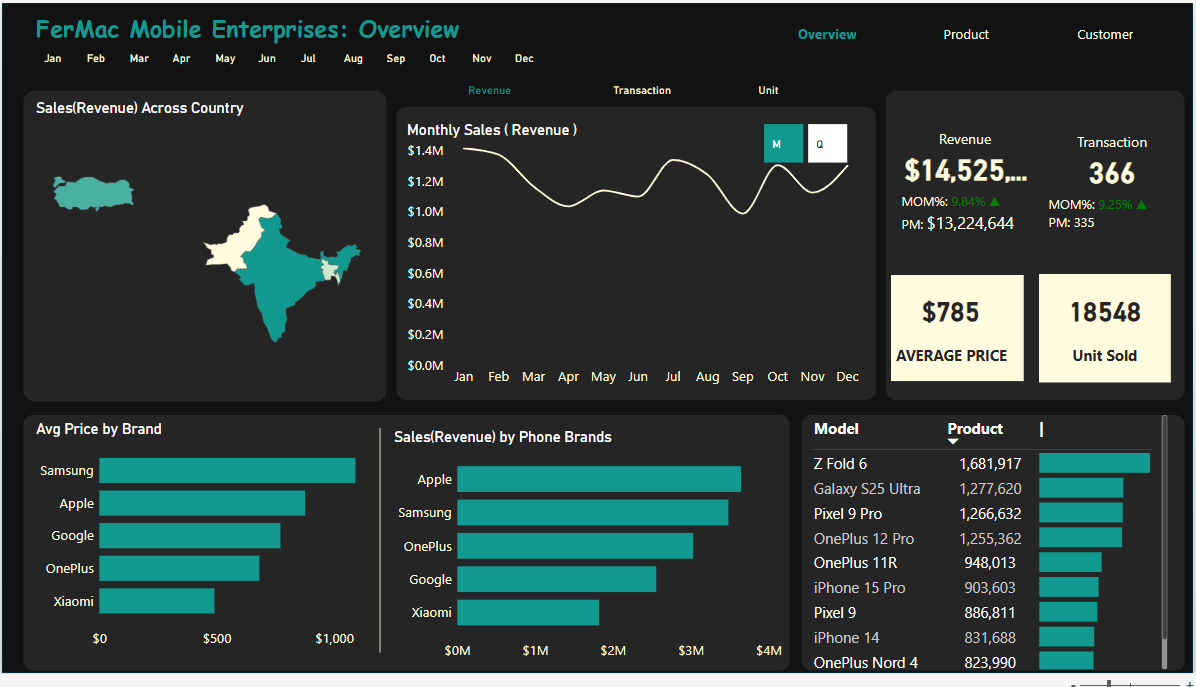 FerMac Mobile Enterprises: Overview
Overview Product Customer
Jan Feb Mar Apr May Jun Jul Aug Sep Oct Nov Dec
Revenue Transaction Unit
Sales(Revenue) Across Country
Monthly Sales ( Revenue )
M Q
$1.4M
$1.2M
$1.0M
$0.8M
$0.6M
$0.4M
$0.2M
$0.0M
Jan Feb Mar Apr May Jun Jul Aug Sep Oct Nov Dec
Revenue
$14,525,...
MOM%: 9.84% ▲
PM: $13,224,644
Transaction
366
MOM%: 9.25% ▲
PM: 335
$785
AVERAGE PRICE
18548
Unit Sold
Avg Price by Brand
Samsung
Apple
Google
OnePlus
Xiaomi
$0 $500 $1,000
Sales(Revenue) by Phone Brands
Apple
Samsung
OnePlus
Google
Xiaomi
$0M $1M $2M $3M $4M
Model Product |
Z Fold 6 1,681,917
Galaxy S25 Ultra 1,277,620
Pixel 9 Pro 1,266,632
OnePlus 12 Pro 1,255,362
OnePlus 11R 948,013
iPhone 15 Pro 903,603
Pixel 9 886,811
iPhone 14 831,688
OnePlus Nord 4 823,990